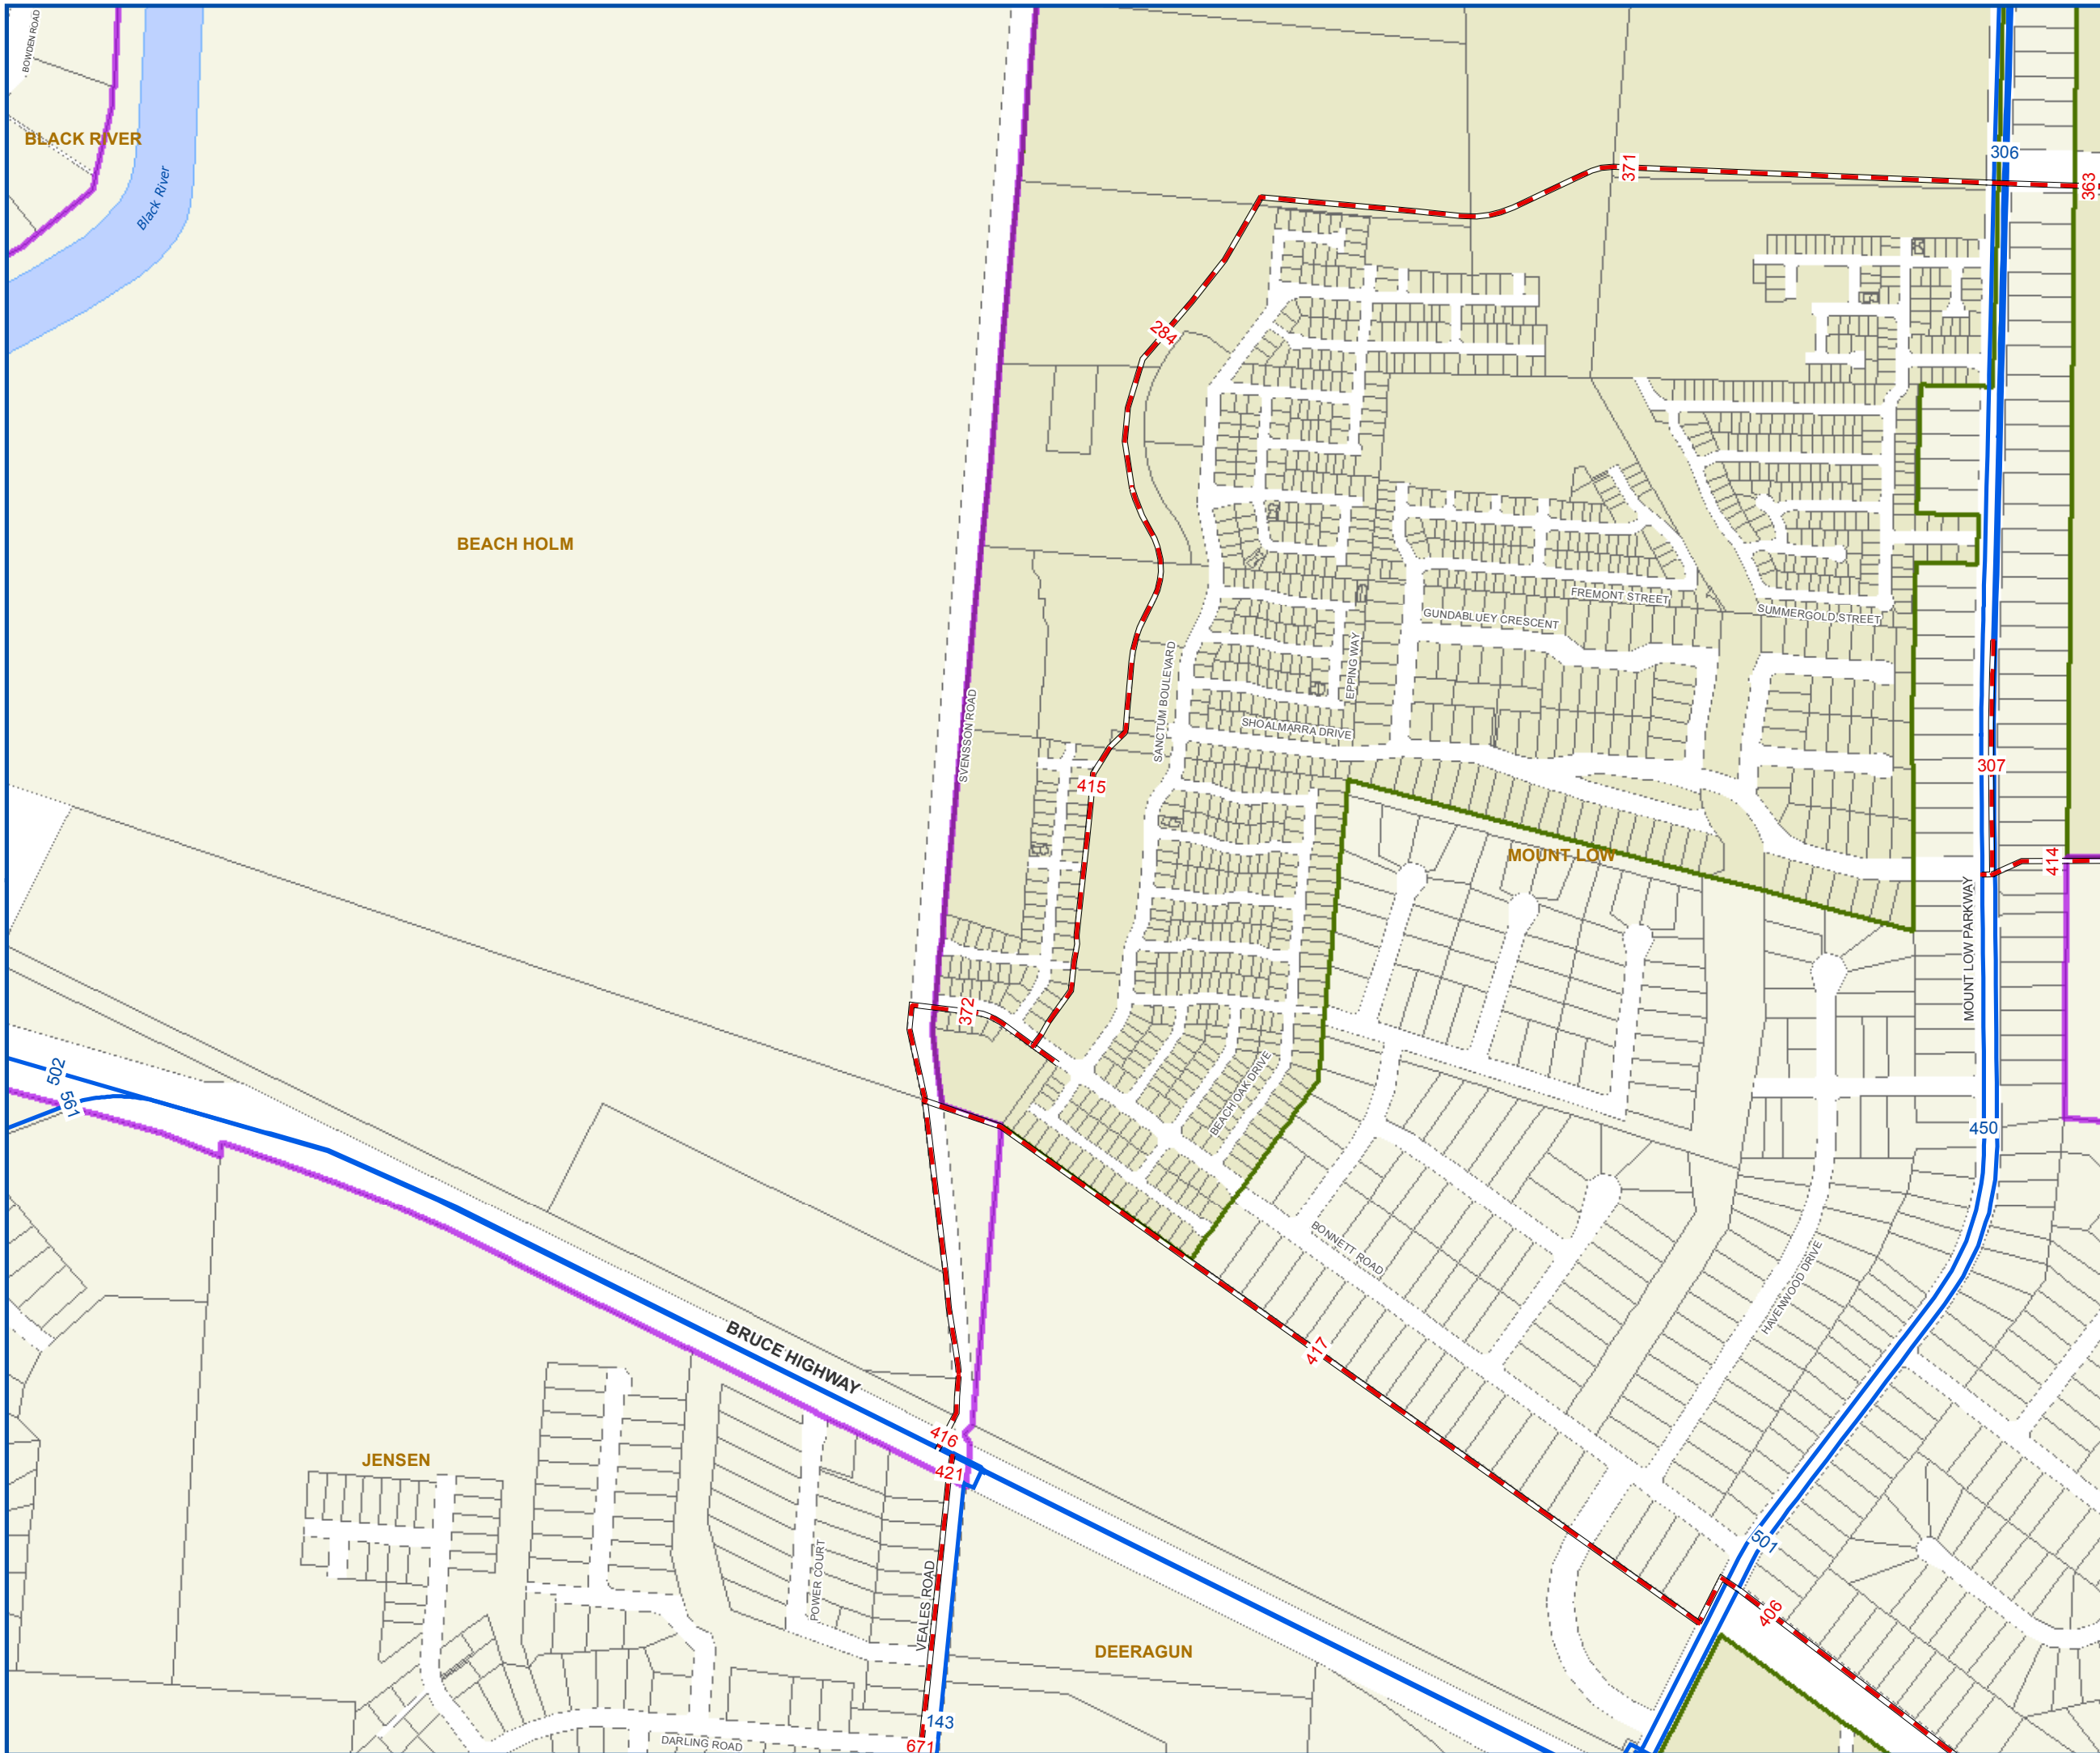 BOWDEN ROAD
BLACK RIVER
Black River
306
371
363
284
BEACH HOLM
FREMONT STREET
GUNDABLUEY CRESCENT
SUMMERGOLD STREET
EPPING WAY
SANCTUM BOULEVARD
SVENSSON ROAD
SHOALMARRA DRIVE
307
415
MOUNT LOW
414
MOUNT LOW PARKWAY
372
502
561
BEACH OAK DRIVE
450
BONNETT ROAD
HAVENWOOD DRIVE
BRUCE HIGHWAY
417
416
JENSEN
421
501
POWER COURT
VEALES ROAD
406
DEERAGUN
143
DARLING ROAD
671